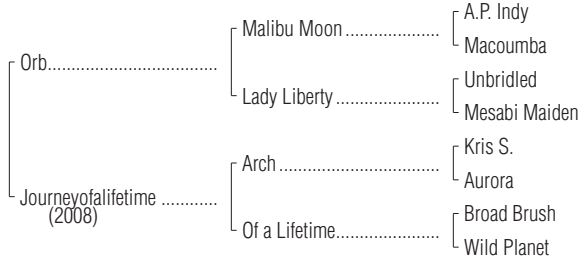 A.P. Indy
Malibu Moon
Macoumba
Orb
Unbridled
Lady Liberty
Mesabi Maiden
Kris S.
Arch
Aurora
Journeyofalifetime
(2008)
Broad Brush
Of a Lifetime
Wild Planet